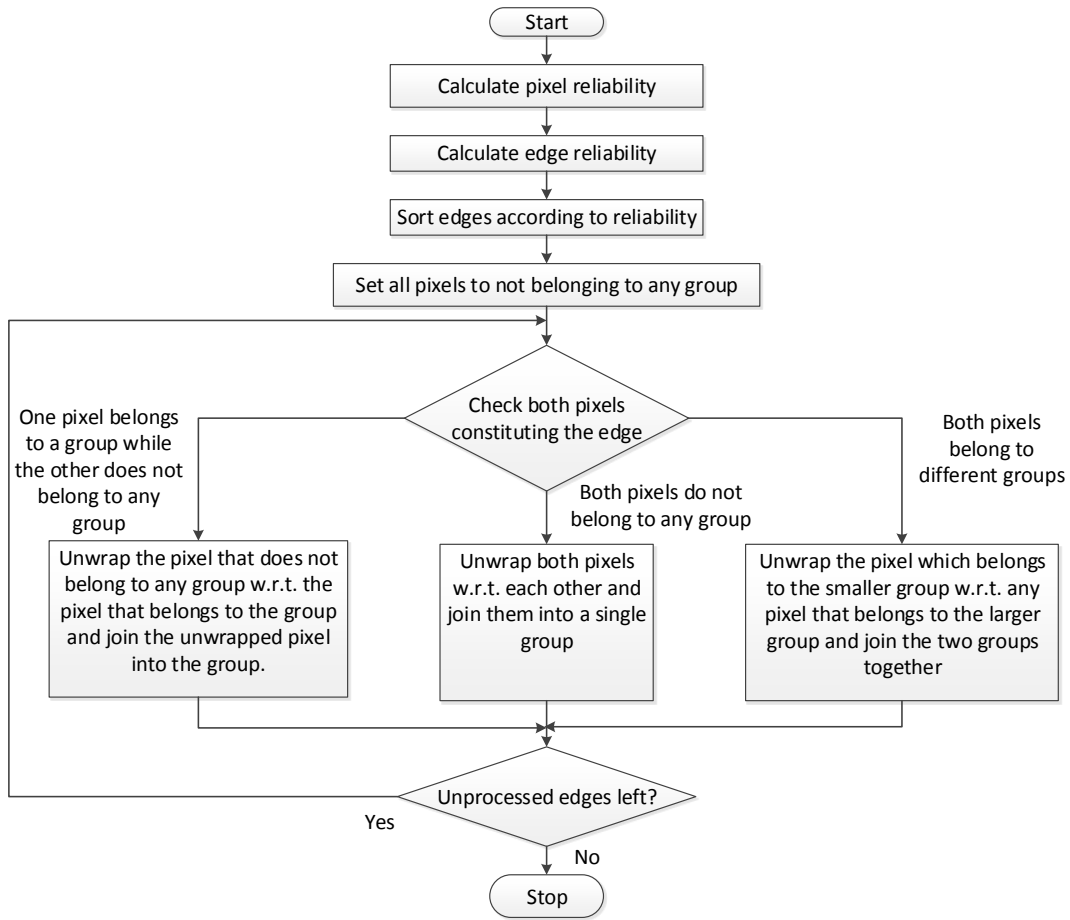 Start
Calculate pixel reliability
Calculate edge reliability
Sort edges according to reliability
Set all pixels to not belonging to any group
Check both pixels
constituting the edge
One pixel belongs
to a group while
the other does not
belong to any
group
Both pixels do not
belong to any group
Both pixels
belong to
different groups
Unwrap the pixel that does not
belong to any group w.r.t. the
pixel that belongs to the group
and join the unwrapped pixel
into the group.
Unwrap both pixels
w.r.t. each other and
join them into a single
group
Unwrap the pixel which belongs
to the smaller group w.r.t. any
pixel that belongs to the larger
group and join the two groups
together
Unprocessed edges left?
Yes
No
Stop